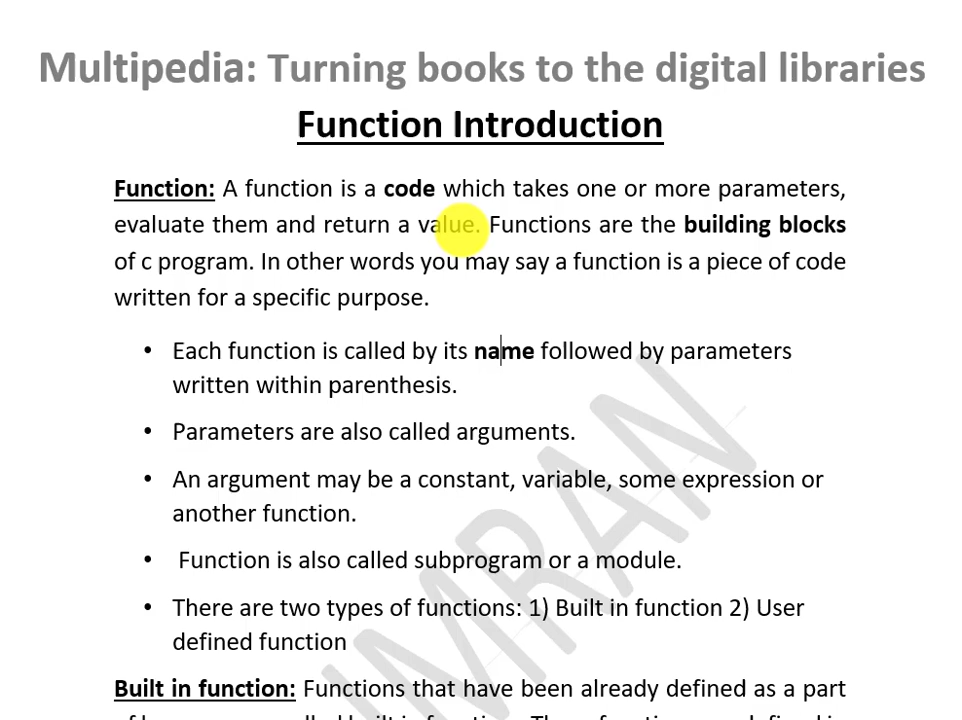 Multipedia: Turning books to the digital libraries
Function Introduction
Function: A function is a code which takes one or more parameters,
evaluate them and return a value. Functions are the building blocks
of c program. In other words you may say a function is a piece of code
written for a specific purpose.
• Each function is called by its name followed by parameters
written within parenthesis.
• Parameters are also called arguments.
• An argument may be a constant, variable, some expression or
another function.
• Function is also called subprogram or a module.
• There are two types of functions: 1) Built in function 2) User
defined function
IMRAN
Built in function: Functions that have been already defined as a part